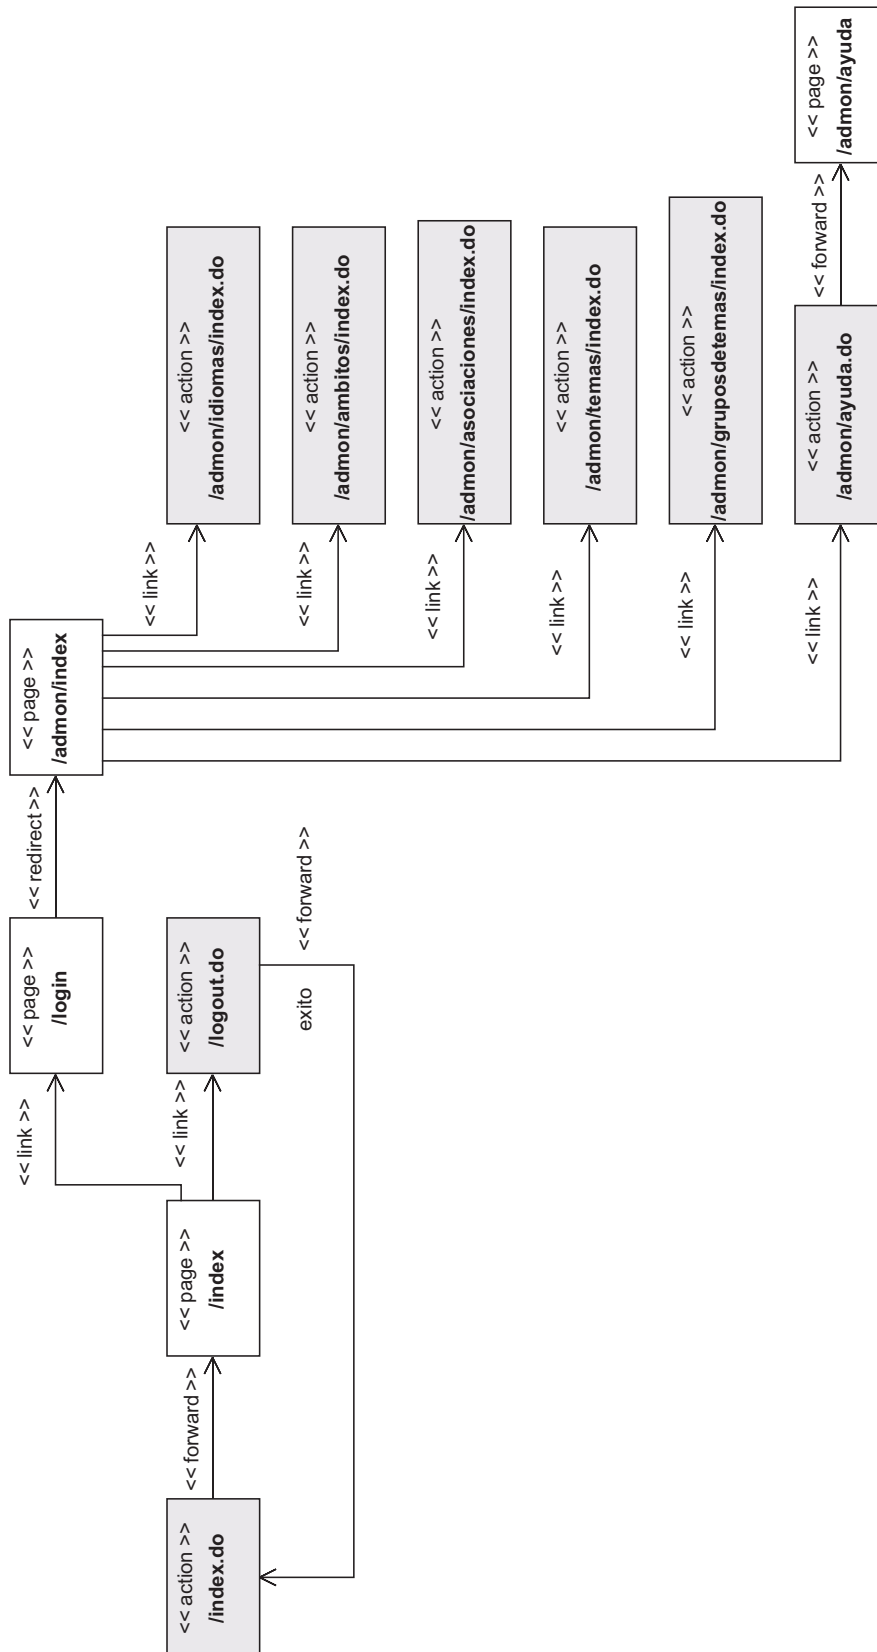 << action >>
/index.do
<< forward >>
<< page >>
/index
<< link >>
<< page >>
/login
<< link >>
<< action >>
/logout.do
<< forward >>
exito
<< redirect >>
<< page >>
/admon/index
<< link >>
<< action >>
/admon/idiomas/index.do
<< link >>
<< action >>
/admon/ambitos/index.do
<< link >>
<< action >>
/admon/asociaciones/index.do
<< link >>
<< action >>
/admon/temas/index.do
<< link >>
<< action >>
/admon/gruposdetemas/index.do
<< link >>
<< action >>
/admon/ayuda.do
<< forward >>
<< page >>
/admon/ayuda